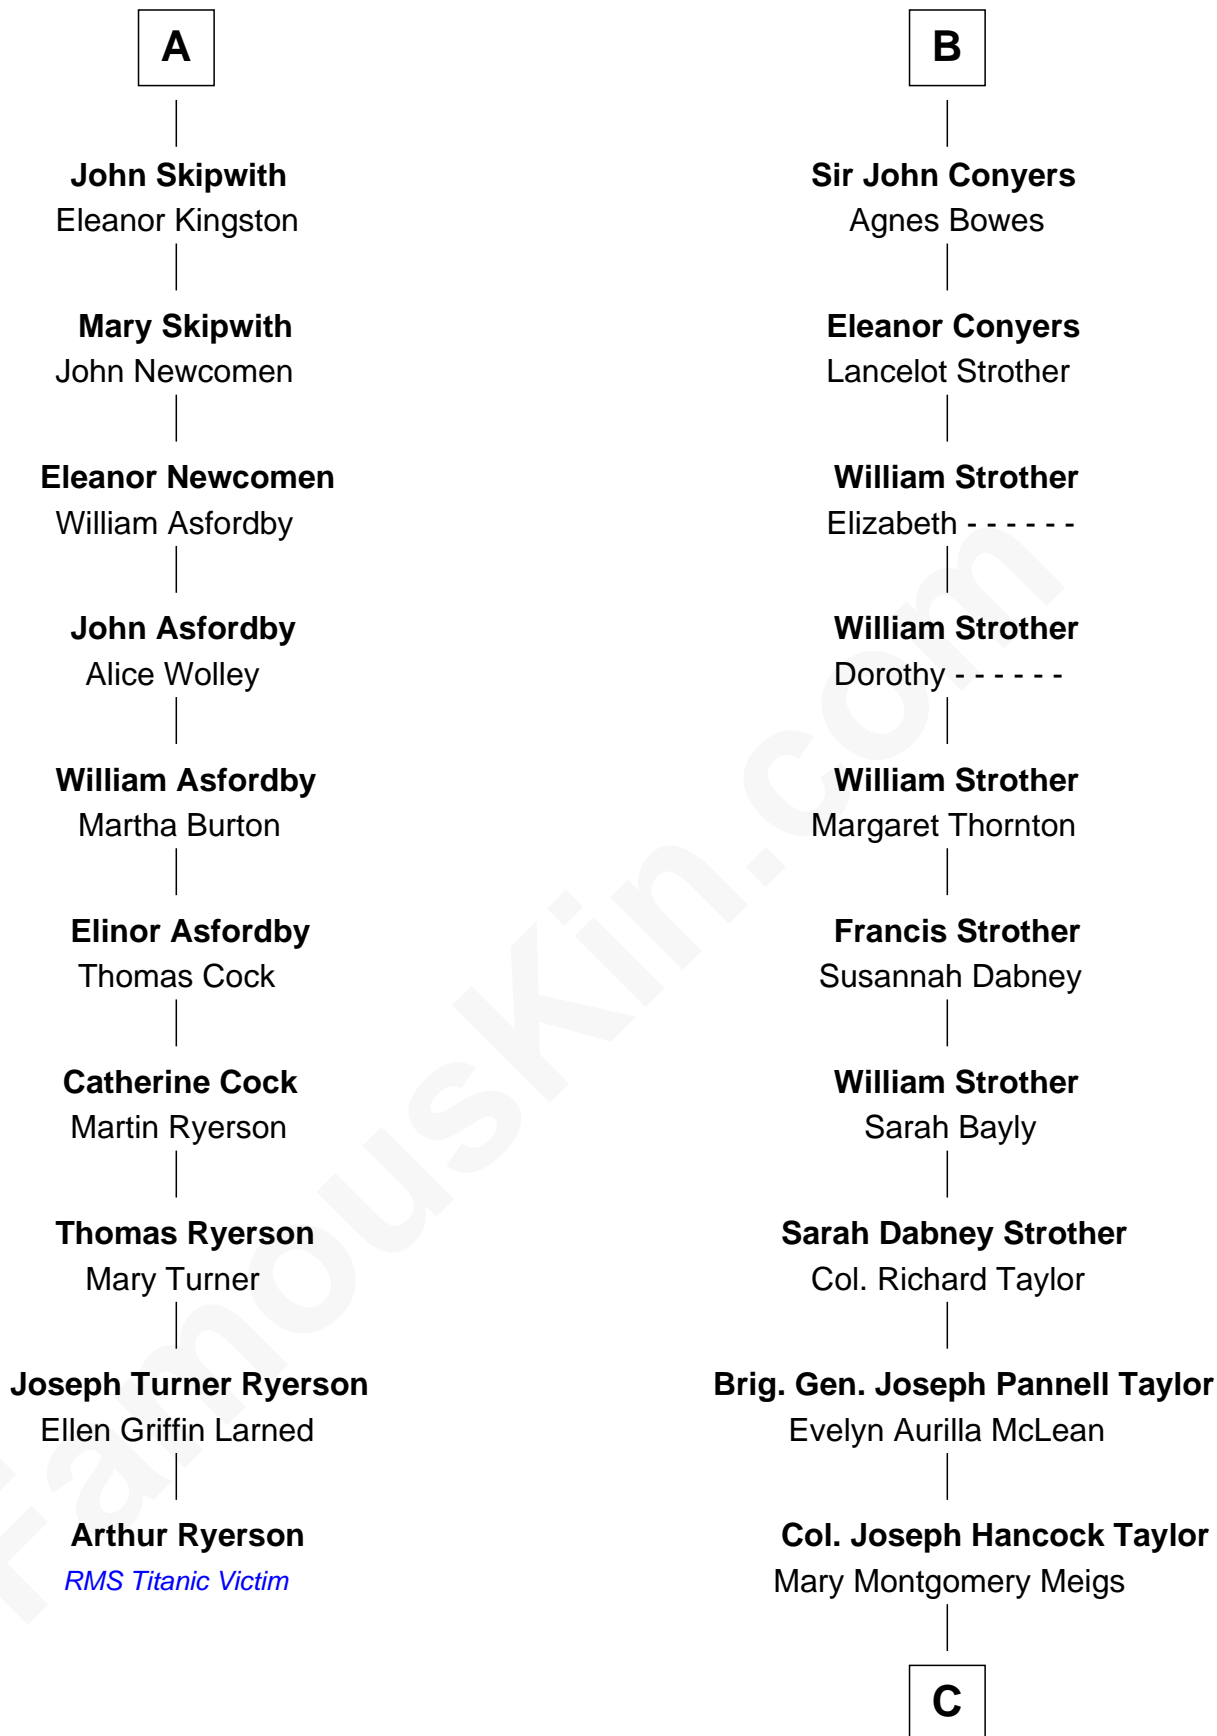 A
John Skipwith
Eleanor Kingston
Mary Skipwith
John Newcomen
Eleanor Newcomen
William Asfordby
John Asfordby
Alice Wolley
William Asfordby
Martha Burton
Elinor Asfordby
Thomas Cock
Catherine Cock
Martin Ryerson
Thomas Ryerson
Mary Turner
Joseph Turner Ryerson
Ellen Griffin Larned
Arthur Ryerson
RMS Titanic Victim
B
Sir John Conyers
Agnes Bowes
Eleanor Conyers
Lancelot Strother
William Strother
Elizabeth - - - - - -
William Strother
Dorothy - - - - - -
William Strother
Margaret Thornton
Francis Strother
Susannah Dabney
William Strother
Sarah Bayly
Sarah Dabney Strother
Col. Richard Taylor
Brig. Gen. Joseph Pannell Taylor
Evelyn Aurilla McLean
Col. Joseph Hancock Taylor
Mary Montgomery Meigs
C
FamousKin.com